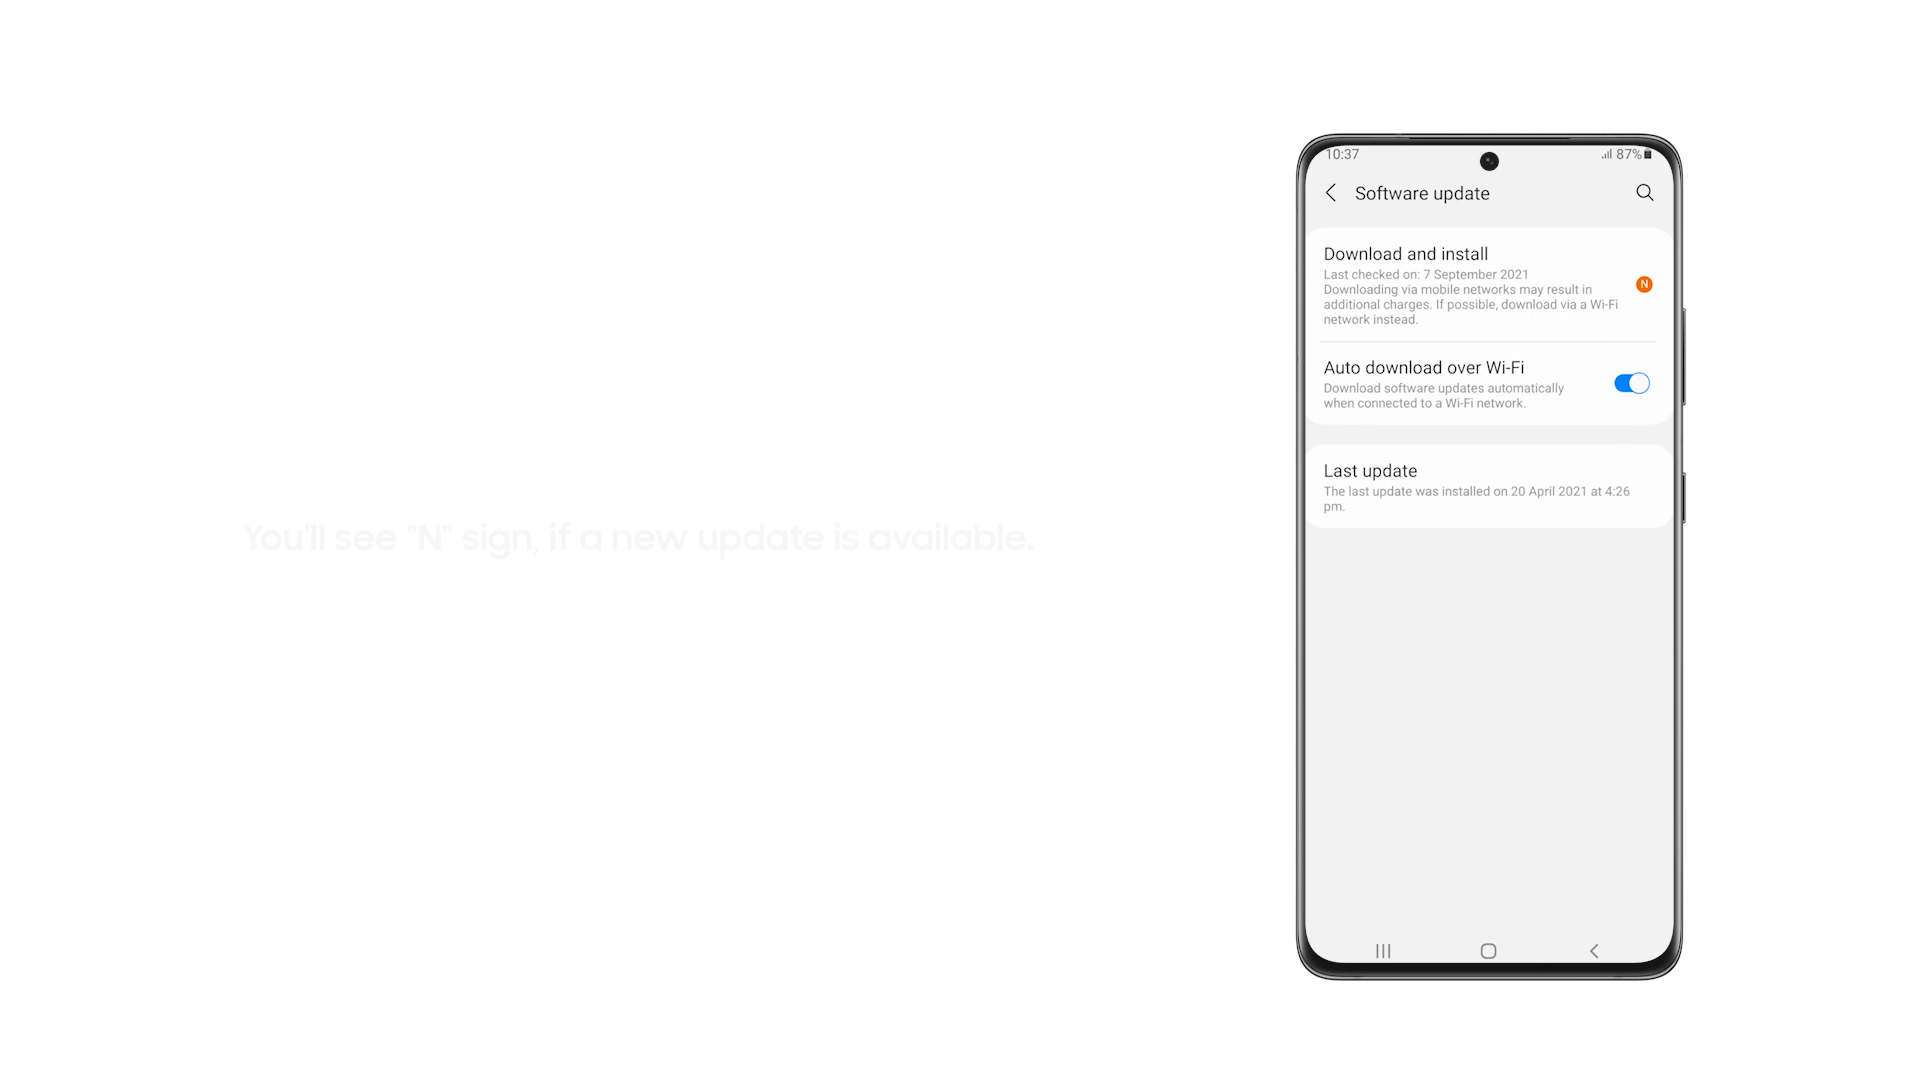 10:37
87%
Software update
Download and install
Last checked on: 7 September 2021
Downloading via mobile networks may result in
additional charges. If possible, download via a Wi-Fi
network instead.
N
Auto download over Wi-Fi
Download software updates automatically
when connected to a Wi-Fi network.
Last update
The last update was installed on 20 April 2021 at 4:26
pm.
You'll see "N" sign, if a new update is available.